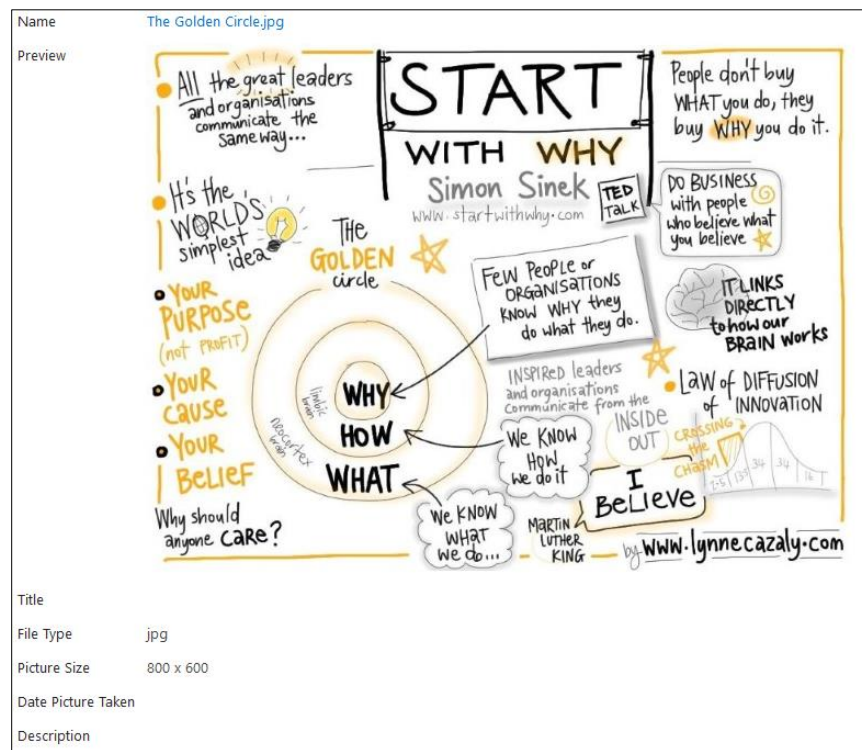 Name
The Golden Circle.jpg
Preview
All the great leaders
and organisations
communicate the
same way...
START
WITH WHY
Simon Sinek
www.startwithwhy.com
TED
TALK
People don't buy
WHAT you do, they
buy WHY you do it.
DO BUSINESS
with people
who believe what
you believe
It's the
WORLD'S
simplest
idea
THE
GOLDEN
circle
FEW PEOPLE or
ORGANISATIONS
KNOW WHY they
do what they do.
IT LINKS
DIRECTLY
to how our
BRAIN works
YOUR
PURPOSE
(not PROFIT)
YOUR
CAUSE
YOUR
BELIEF
Why should
anyone CARE?
WHY
limbic
brain
HOW
neocortex
brain
WHAT
INSPIRED leaders
and organisations
communicate from the
INSIDE
OUT
We KNOW
HOW
we do it
We KNOW
WHAT
we do...
LAW of DIFFUSION
of INNOVATION
CROSSING
the
CHASM
34
34
16
I
BELIEVE
MARTIN
LUTHER
KING
by www.lynnecazaly.com
Title
File Type
jpg
Picture Size
800 x 600
Date Picture Taken
Description